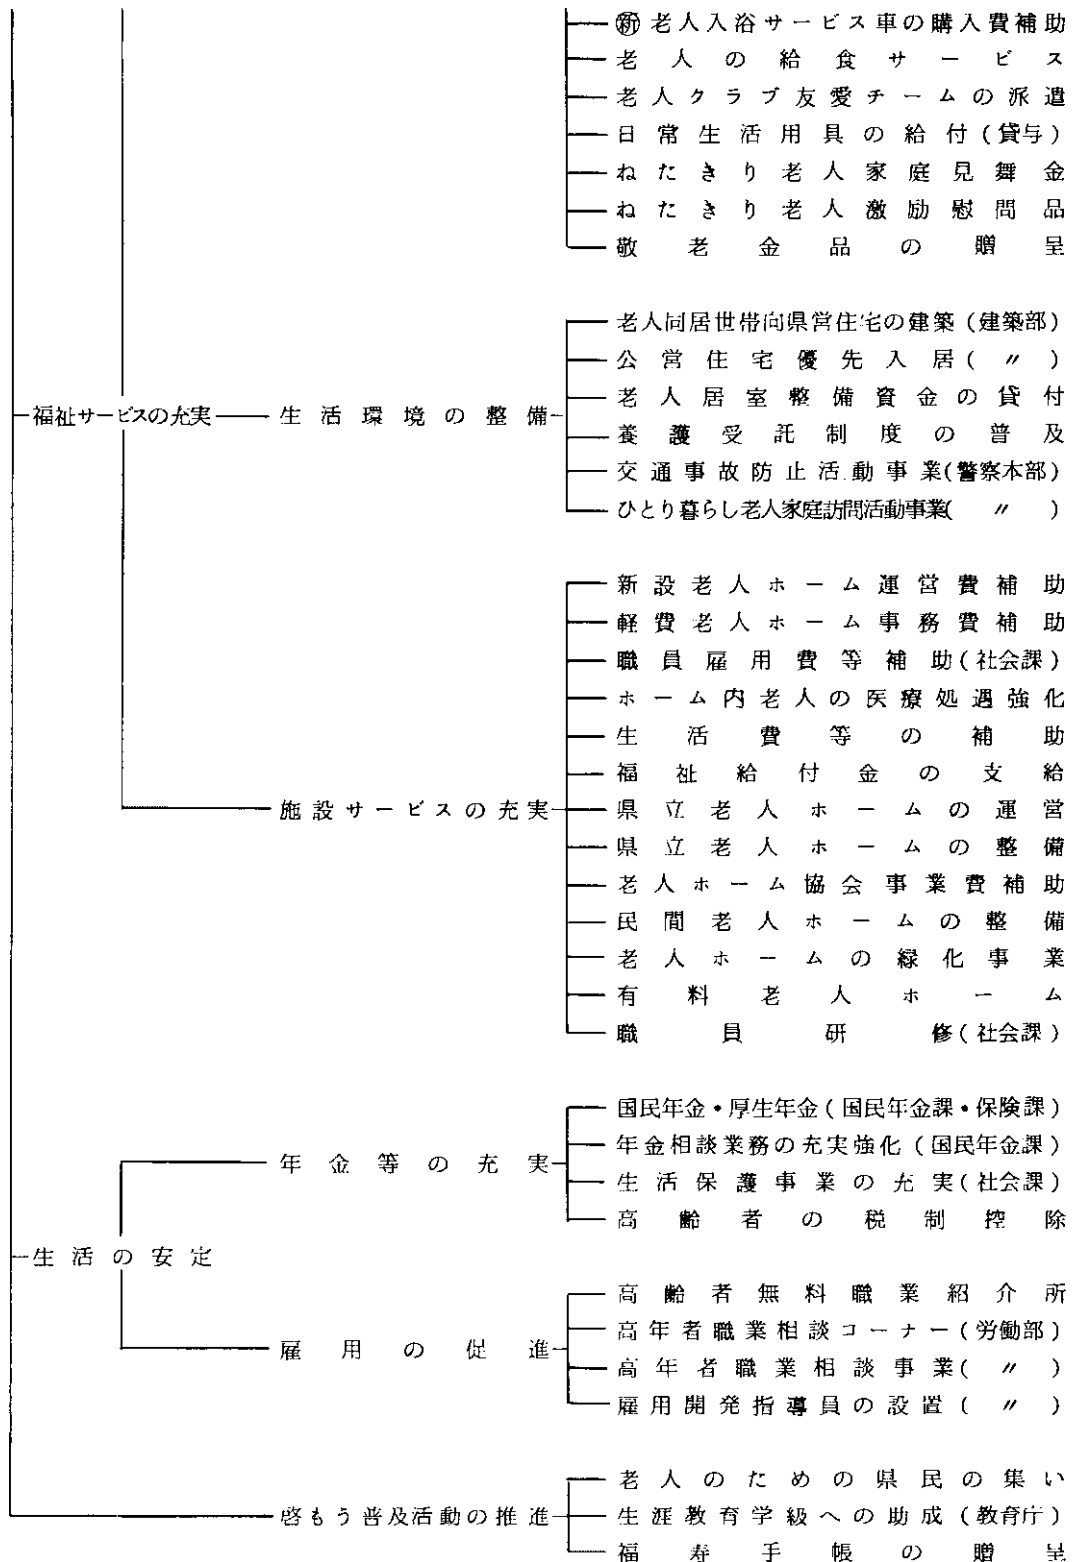 ㊟老人入浴サービス車の購入費補助
老人の給食サービス
老人クラブ友愛チームの派遣
日常生活用具の給付(貸与)
ねたきり老人家庭見舞金
ねたきり老人激励慰問品
敬老金品の贈呈
老人同居世帯向県営住宅の建築(建築部)
公営住宅優先入居(〃)
老人居室整備資金の貸付
福祉サービスの充実
生活環境の整備
養護受託制度の普及
交通事故防止活動事業(警察本部)
ひとり暮らし老人家庭訪問活動事業(〃)
新設老人ホーム運営費補助
軽費老人ホーム事務費補助
職員雇用費等補助(社会課)
ホーム内老人の医療処遇強化
生活費等の補助
福祉給付金の支給
施設サービスの充実
県立老人ホームの運営
県立老人ホームの整備
老人ホーム協会事業費補助
民間老人ホームの整備
老人ホームの緑化事業
有料老人ホーム
職員研修(社会課)
国民年金・厚生年金(国民年金課・保険課)
年金相談業務の充実強化(国民年金課)
年金等の充実
生活保護事業の充実(社会課)
高齢者の税制控除
生活の安定
高齢者無料職業紹介所
高年者職業相談コーナー(労働部)
雇用の促進
高年者職業相談事業(〃)
雇用開発指導員の設置(〃)
老人のための県民の集い
啓もう普及活動の推進
生涯教育学級への助成(教育庁)
福寿手帳の贈呈